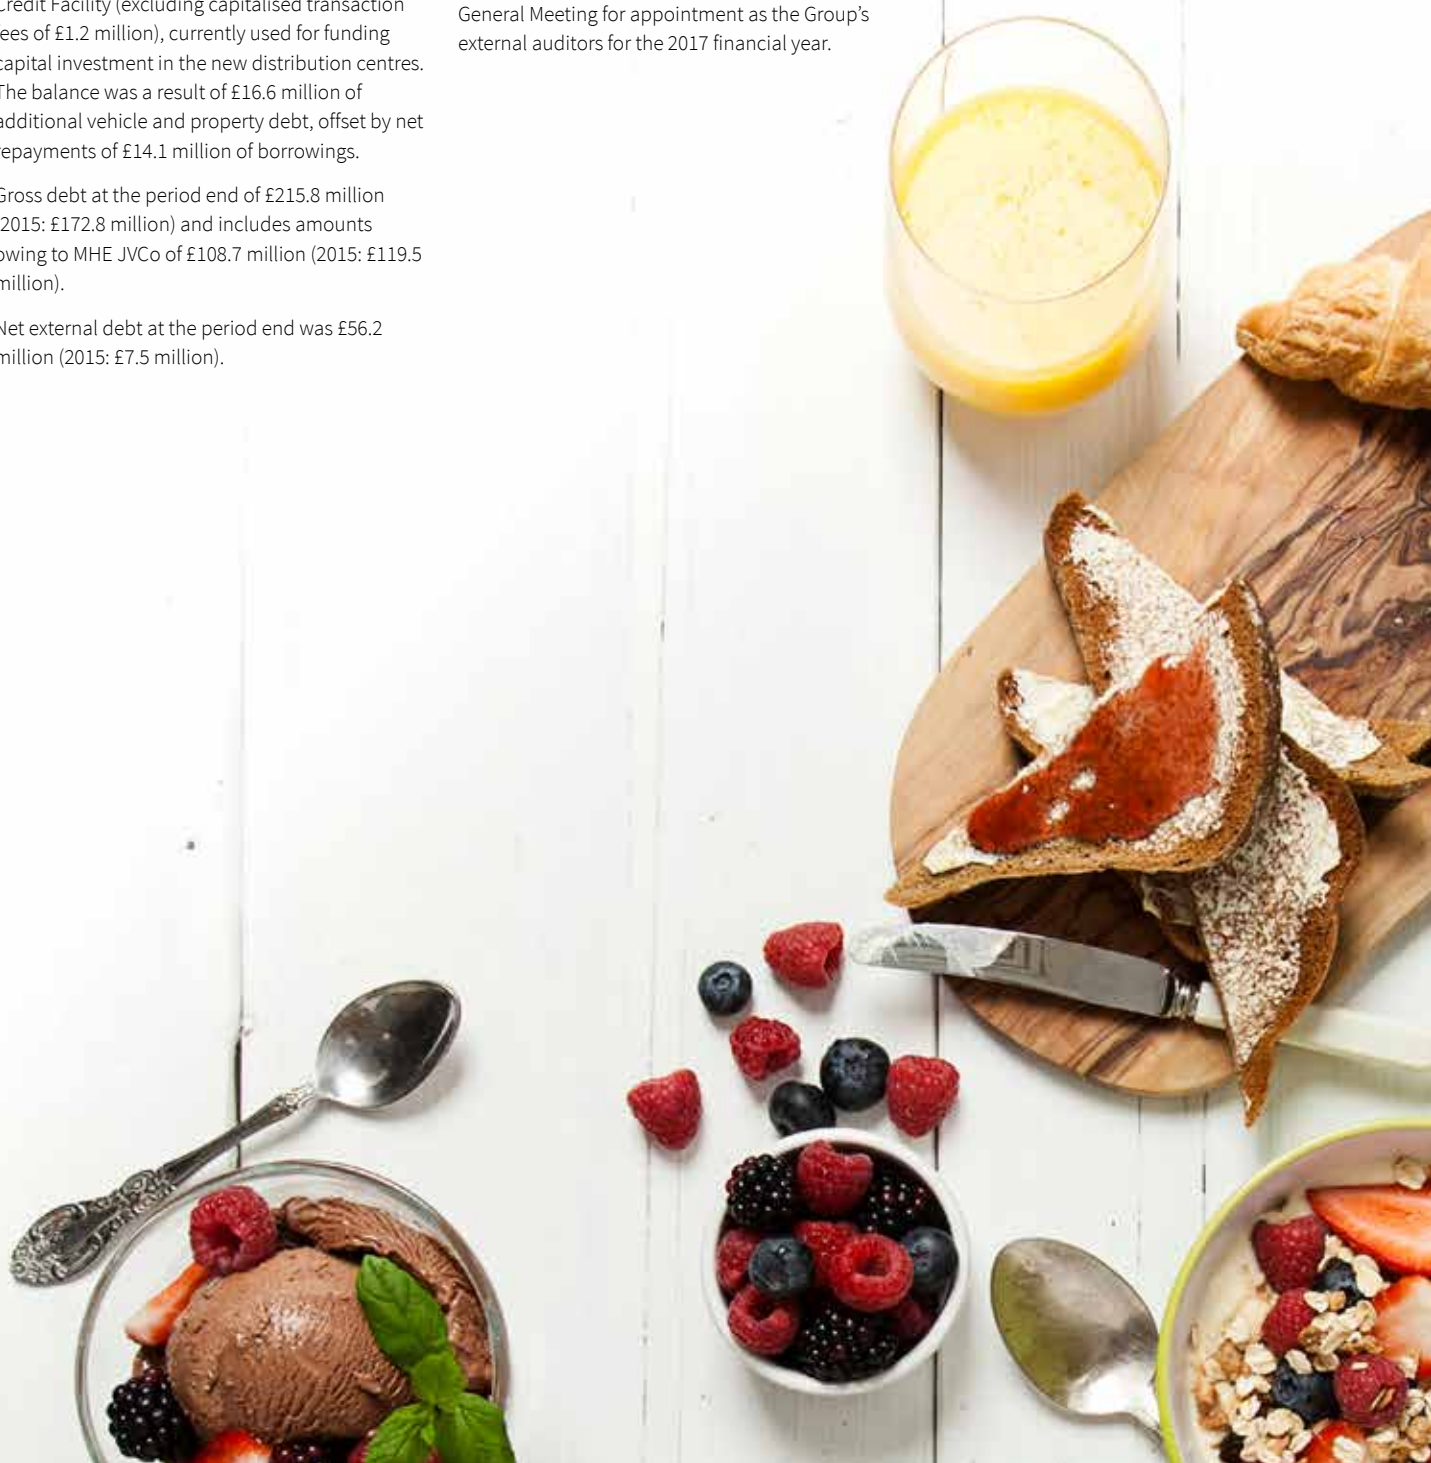 Credit Facility (excluding capitalised transaction
fees of £1.2 million), currently used for funding
capital investment in the new distribution centres.
The balance was a result of £16.6 million of
additional vehicle and property debt, offset by net
repayments of £14.1 million of borrowings.
Gross debt at the period end of £215.8 million
(2015: £172.8 million) and includes amounts
owing to MHE JVCo of £108.7 million (2015: £119.5
million).
Net external debt at the period end was £56.2
million (2015: £7.5 million).
General Meeting for appointment as the Group’s
external auditors for the 2017 financial year.